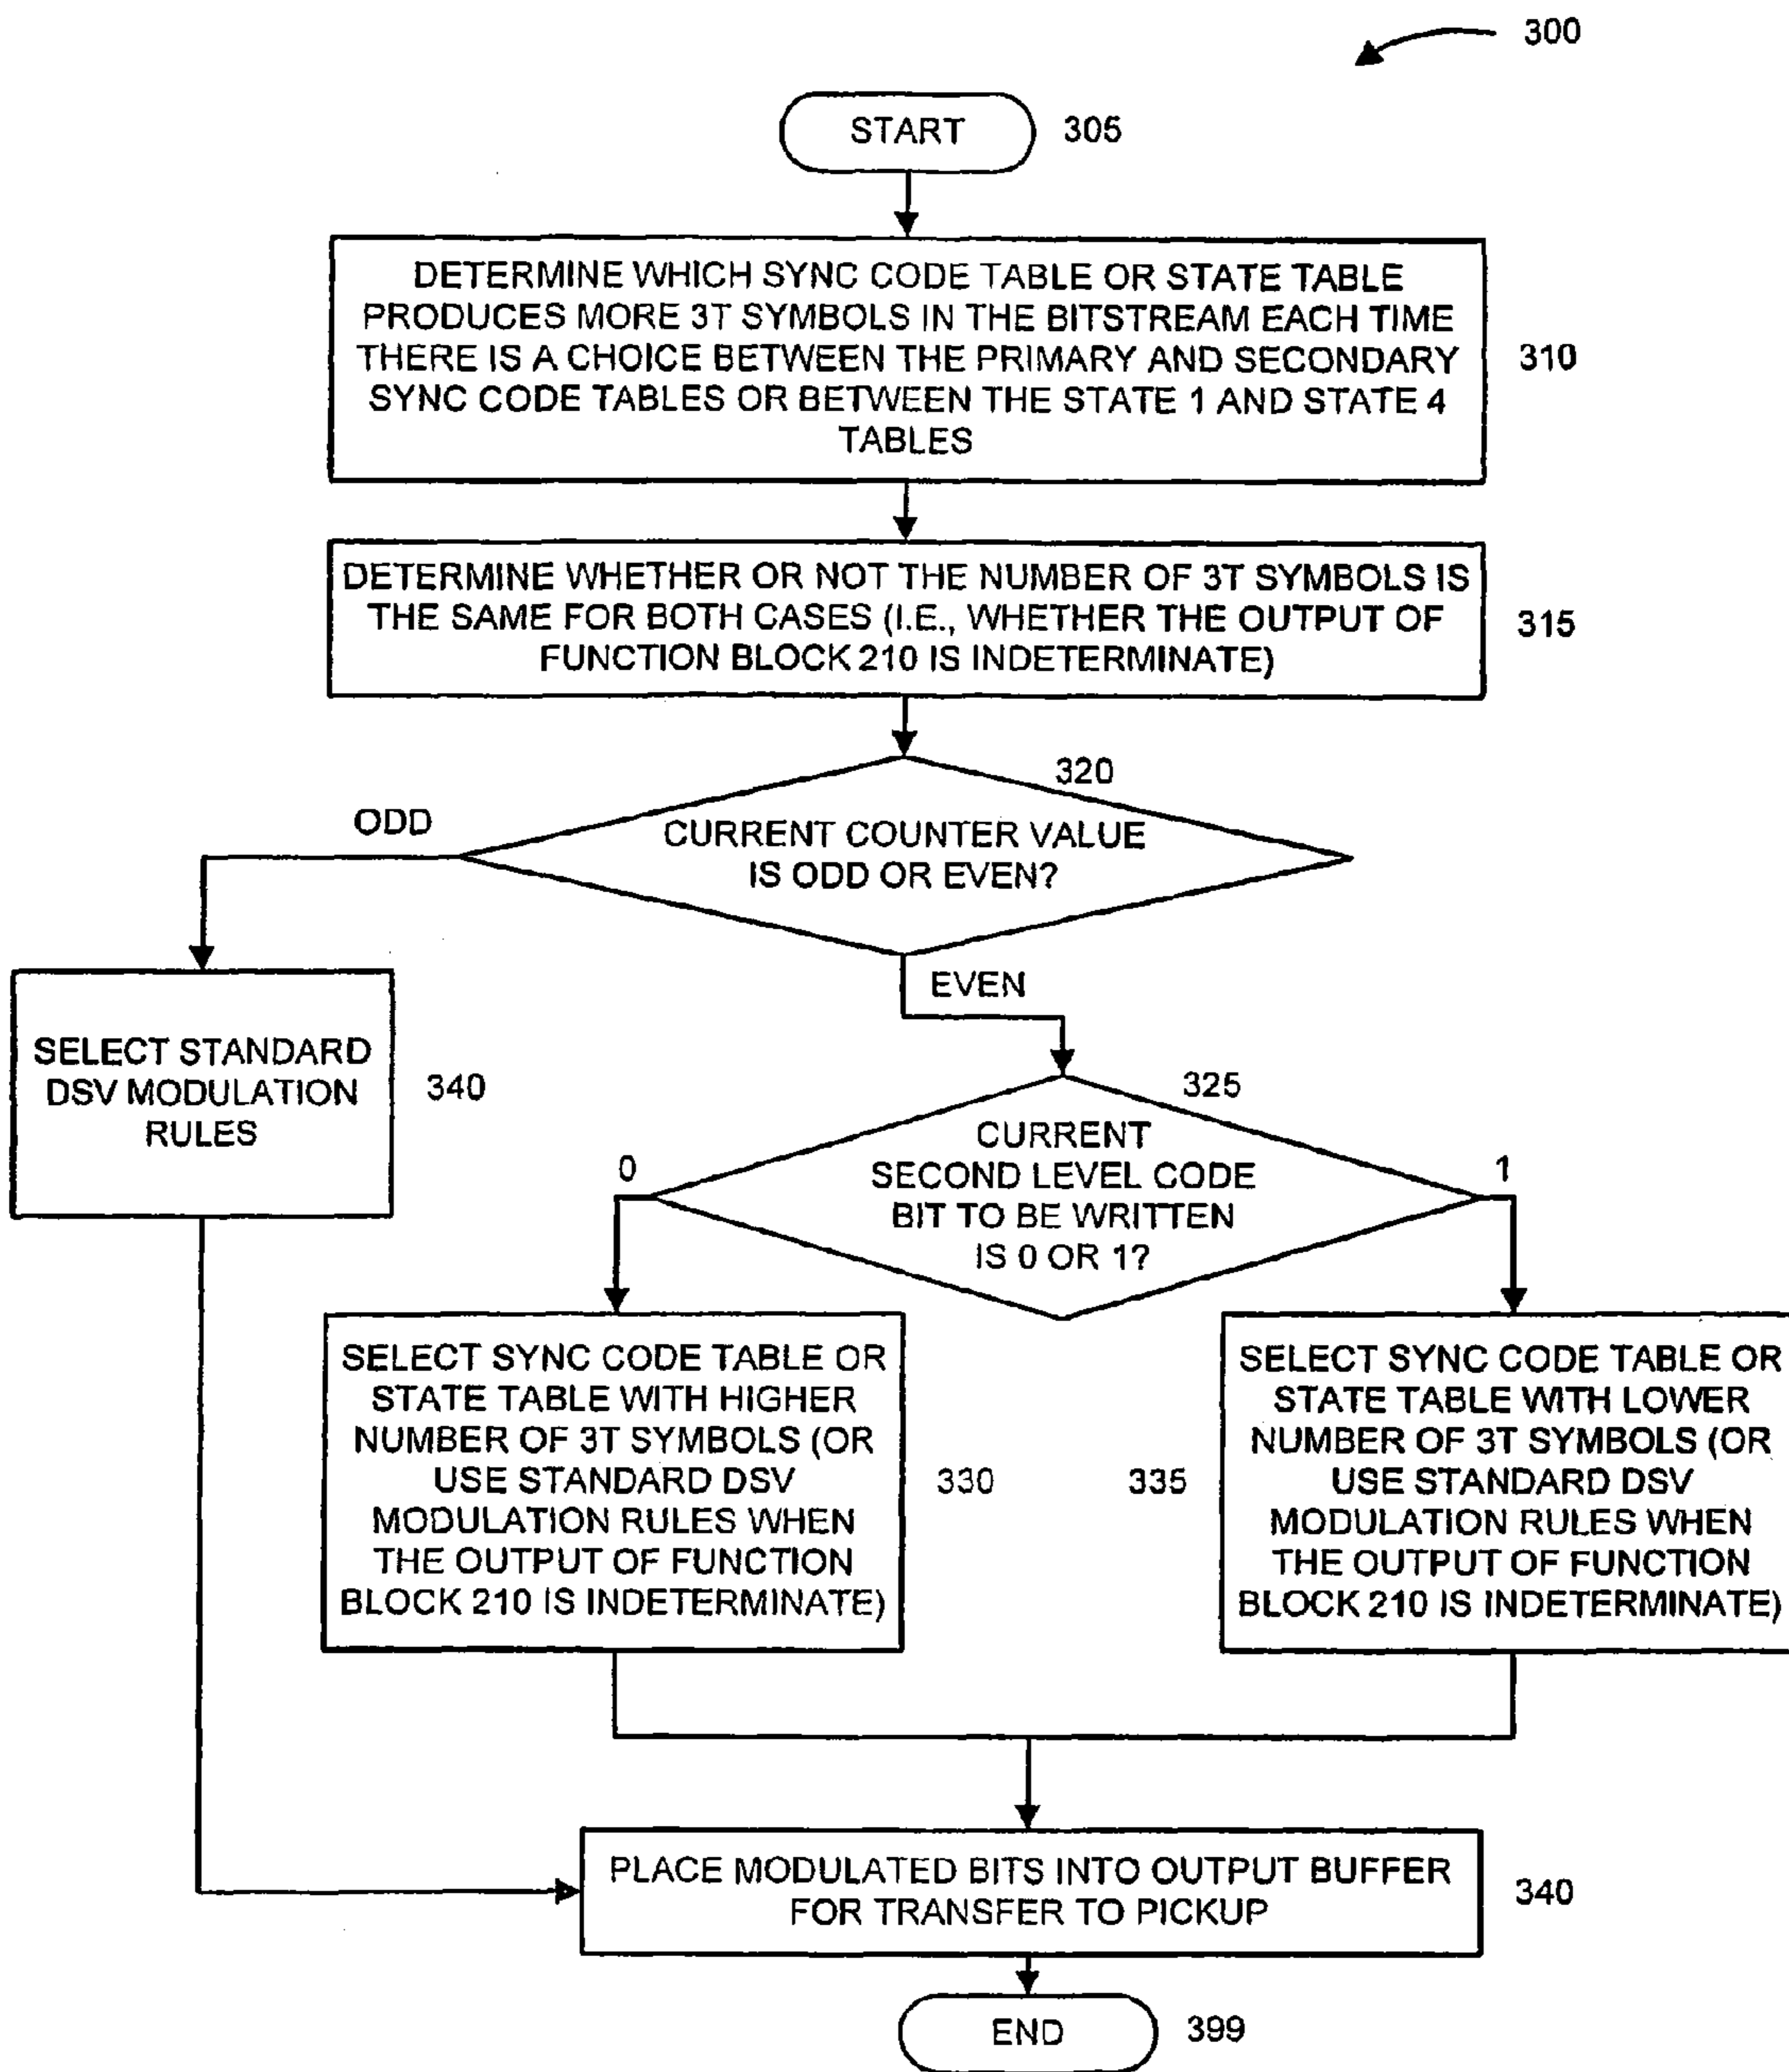 300
START
305
DETERMINE WHICH SYNC CODE TABLE OR STATE TABLE
PRODUCES MORE 3T SYMBOLS IN THE BITSTREAM EACH TIME
THERE IS A CHOICE BETWEEN THE PRIMARY AND SECONDARY
SYNC CODE TABLES OR BETWEEN THE STATE 1 AND STATE 4
TABLES
310
DETERMINE WHETHER OR NOT THE NUMBER OF 3T SYMBOLS IS
THE SAME FOR BOTH CASES (I.E., WHETHER THE OUTPUT OF
FUNCTION BLOCK 210 IS INDETERMINATE)
315
320
ODD
CURRENT COUNTER VALUE
IS ODD OR EVEN?
EVEN
SELECT STANDARD
DSV MODULATION
RULES
340
325
CURRENT
SECOND LEVEL CODE
BIT TO BE WRITTEN
IS 0 OR 1?
0
1
SELECT SYNC CODE TABLE OR
STATE TABLE WITH HIGHER
NUMBER OF 3T SYMBOLS (OR
USE STANDARD DSV
MODULATION RULES WHEN
THE OUTPUT OF FUNCTION
BLOCK 210 IS INDETERMINATE)
330
335
SELECT SYNC CODE TABLE OR
STATE TABLE WITH LOWER
NUMBER OF 3T SYMBOLS (OR
USE STANDARD DSV
MODULATION RULES WHEN
THE OUTPUT OF FUNCTION
BLOCK 210 IS INDETERMINATE)
PLACE MODULATED BITS INTO OUTPUT BUFFER
FOR TRANSFER TO PICKUP
340
END
399